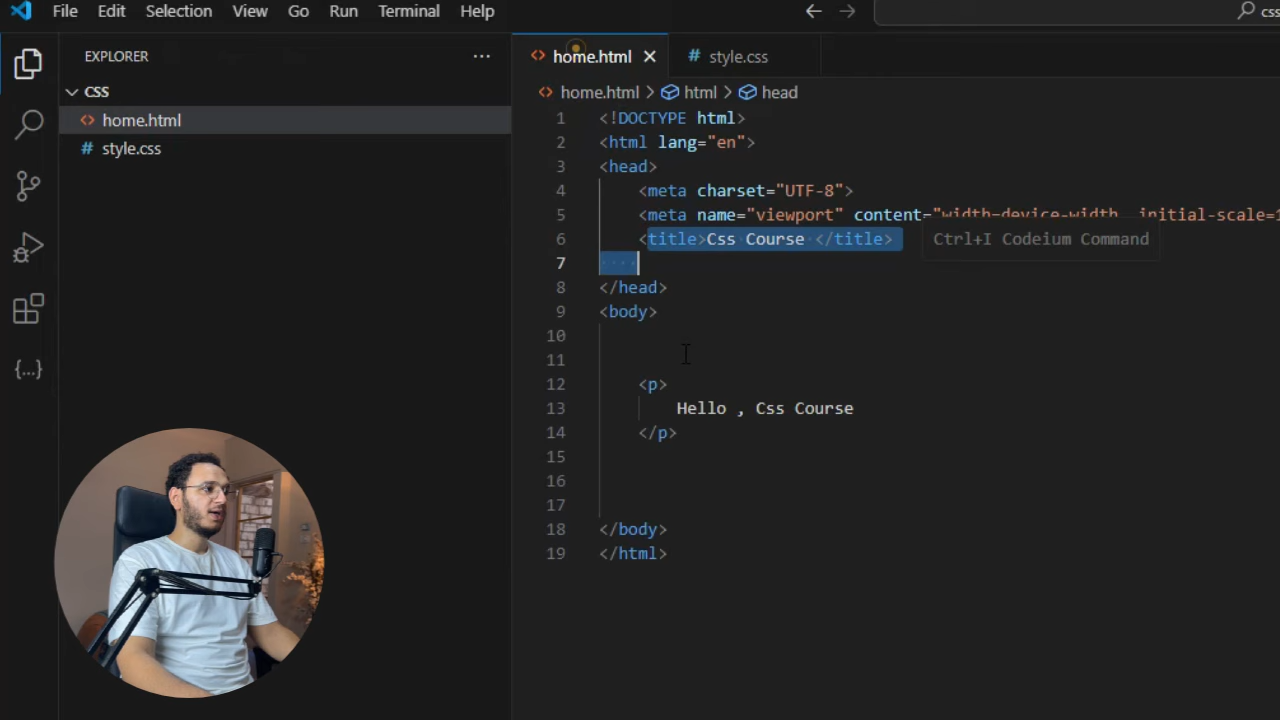 File Edit Selection View Go Run Terminal Help
EXPLORER
CSS
home.html
style.css
home.html style.css
home.html > html > head
1 <!DOCTYPE html>
2 <html lang="en">
3 <head>
4 <meta charset="UTF-8">
5 <meta name="viewport" content="width=device-width, initial-scale=1
6 <title>Css Course </title> Ctrl+I Codeium Command
7
8 </head>
9 <body>
10
11
12 <p>
13 Hello , Css Course
14 </p>
15
16
17
18 </body>
19 </html>